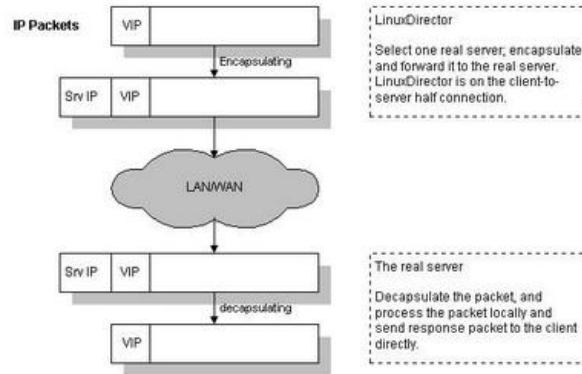 IP Packets
VIP
Encapsulating
Srv IP VIP
LAN/WAN
Srv IP VIP
decapsulating
VIP
LinuxDirector
Select one real server, encapsulate
and forward it to the real server.
LinuxDirector is on the client-to-
server half connection.
The real server
Decapsulate the packet, and
process the packet locally and
send response packet to the client
directly.